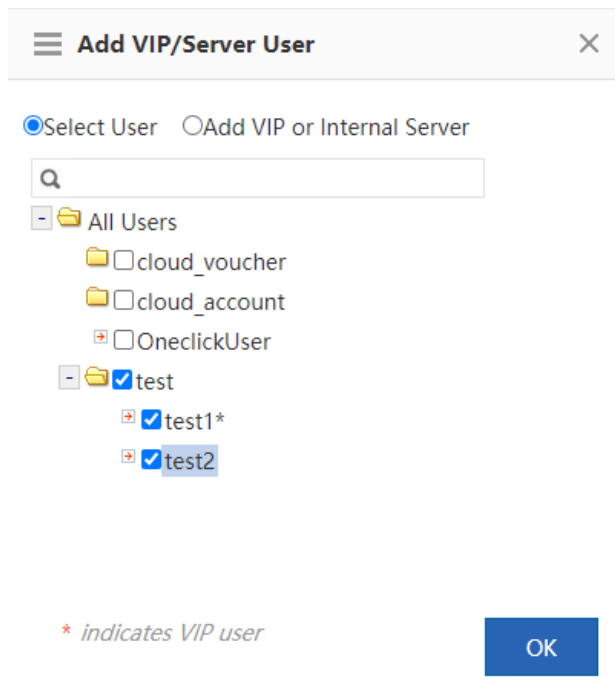 Add VIP/Server User
Select User Add VIP or Internal Server
All Users
cloud_voucher
cloud_account
OneclickUser
test
test1*
test2
* indicates VIP user
OK